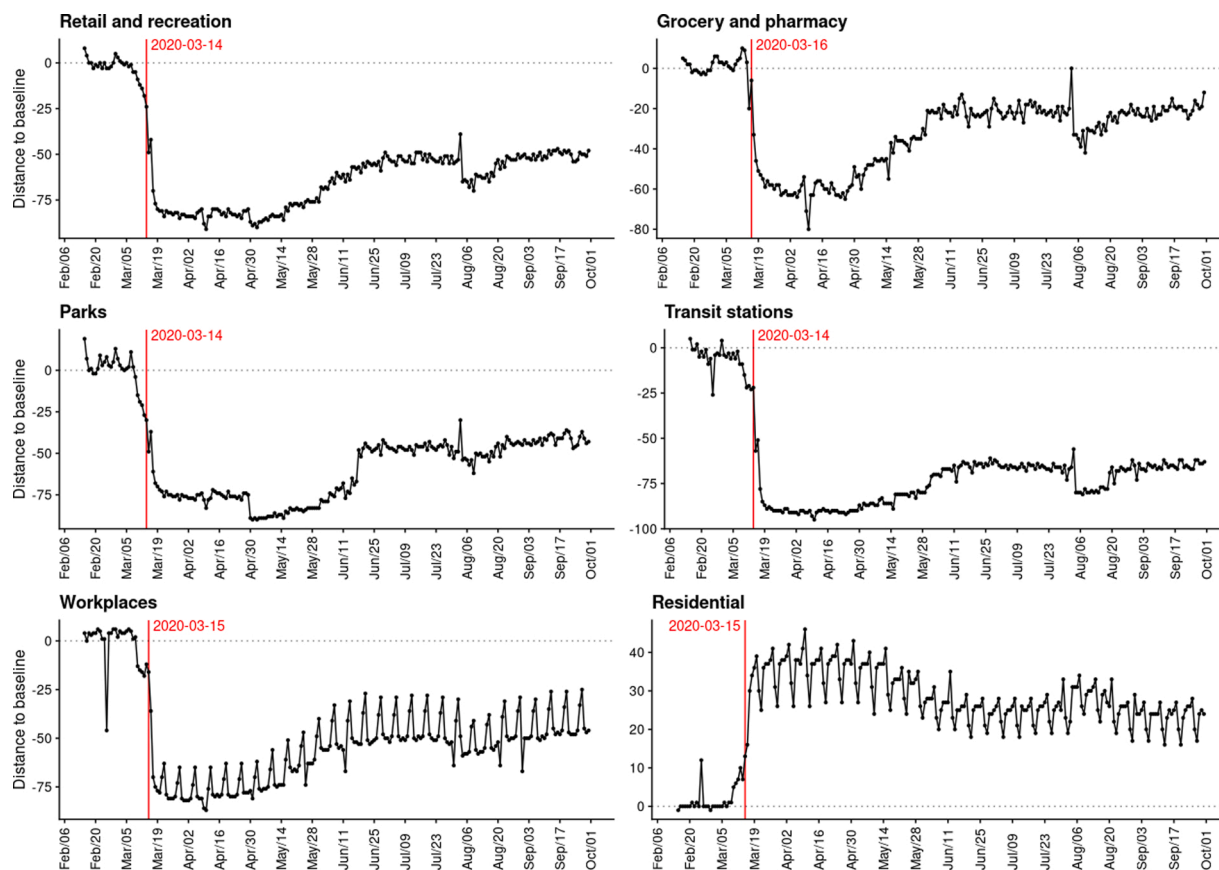 Retail and recreation
2020-03-14
Distance to baseline
0
-25
-50
-75
Feb/06 Feb/20 Mar/05 Mar/19 Apr/02 Apr/16 Apr/30 May/14 May/28 Jun/11 Jun/25 Jul/09 Jul/23 Aug/06 Aug/20 Sep/03 Sep/17 Oct/01
Grocery and pharmacy
2020-03-16
0
-20
-40
-60
-80
Feb/06 Feb/20 Mar/05 Mar/19 Apr/02 Apr/16 Apr/30 May/14 May/28 Jun/11 Jun/25 Jul/09 Jul/23 Aug/06 Aug/20 Sep/03 Sep/17 Oct/01
Parks
2020-03-14
Distance to baseline
0
-25
-50
-75
Feb/06 Feb/20 Mar/05 Mar/19 Apr/02 Apr/16 Apr/30 May/14 May/28 Jun/11 Jun/25 Jul/09 Jul/23 Aug/06 Aug/20 Sep/03 Sep/17 Oct/01
Transit stations
2020-03-14
0
-25
-50
-75
-100
Feb/06 Feb/20 Mar/05 Mar/19 Apr/02 Apr/16 Apr/30 May/14 May/28 Jun/11 Jun/25 Jul/09 Jul/23 Aug/06 Aug/20 Sep/03 Sep/17 Oct/01
Workplaces
2020-03-15
Distance to baseline
0
-25
-50
-75
Feb/06 Feb/20 Mar/05 Mar/19 Apr/02 Apr/16 Apr/30 May/14 May/28 Jun/11 Jun/25 Jul/09 Jul/23 Aug/06 Aug/20 Sep/03 Sep/17 Oct/01
Residential
2020-03-15
40
30
20
10
0
Feb/06 Feb/20 Mar/05 Mar/19 Apr/02 Apr/16 Apr/30 May/14 May/28 Jun/11 Jun/25 Jul/09 Jul/23 Aug/06 Aug/20 Sep/03 Sep/17 Oct/01